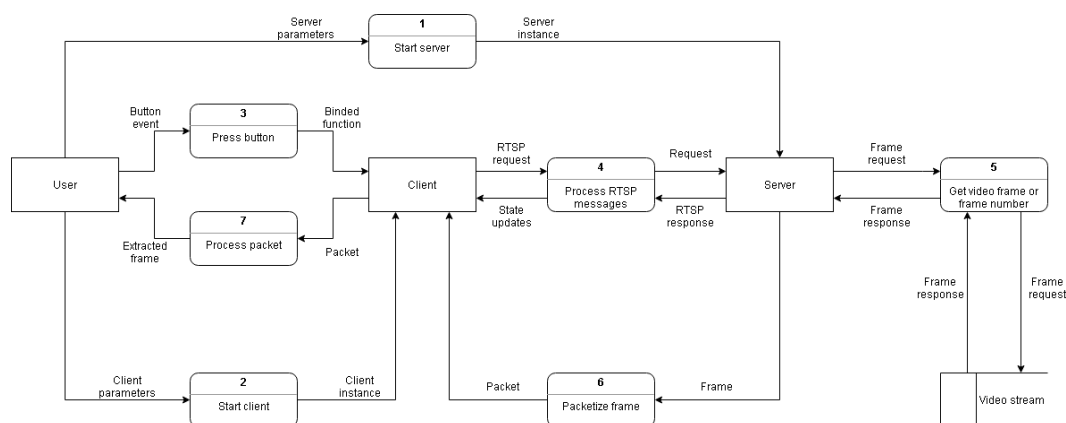 Server
parameters
1
Start server
Server
instance
Button
event
3
Press button
Binded
function
RTSP
request
4
Process RTSP
messages
Request
Frame
request
5
Get video frame or
frame number
User
Client
Server
State
updates
RTSP
response
Frame
response
Extracted
frame
7
Process packet
Packet
Frame
response
Frame
request
Client
parameters
2
Start client
Client
instance
Packet
6
Packetize frame
Frame
Video stream